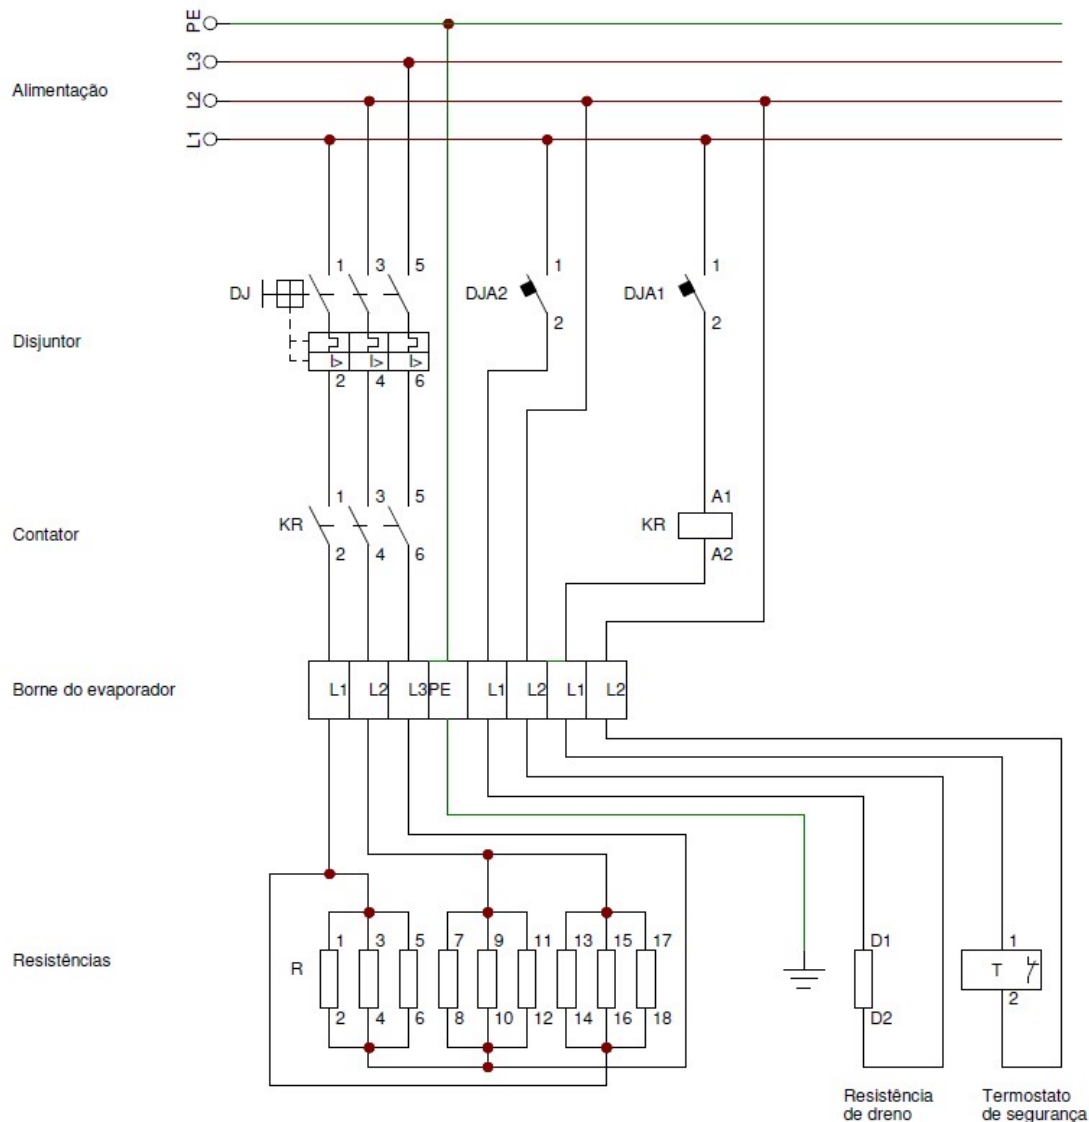 PE
L3
Alimentação
L2
L1
1 3 5 1 1
DJ DJA2 DJA1
2 2
Disjuntor
I> I> I>
2 4 6
1 3 5 A1
KR KR
Contator
2 4 6 A2
Borne do evaporador L1 L2 L3 PE L1 L2 L1 L2
1 3 5 7 9 11 13 15 17 D1 1
Resistências R T
2 4 6 8 10 12 14 16 18 D2 2
Resistência
de dreno
Termostato
de segurança